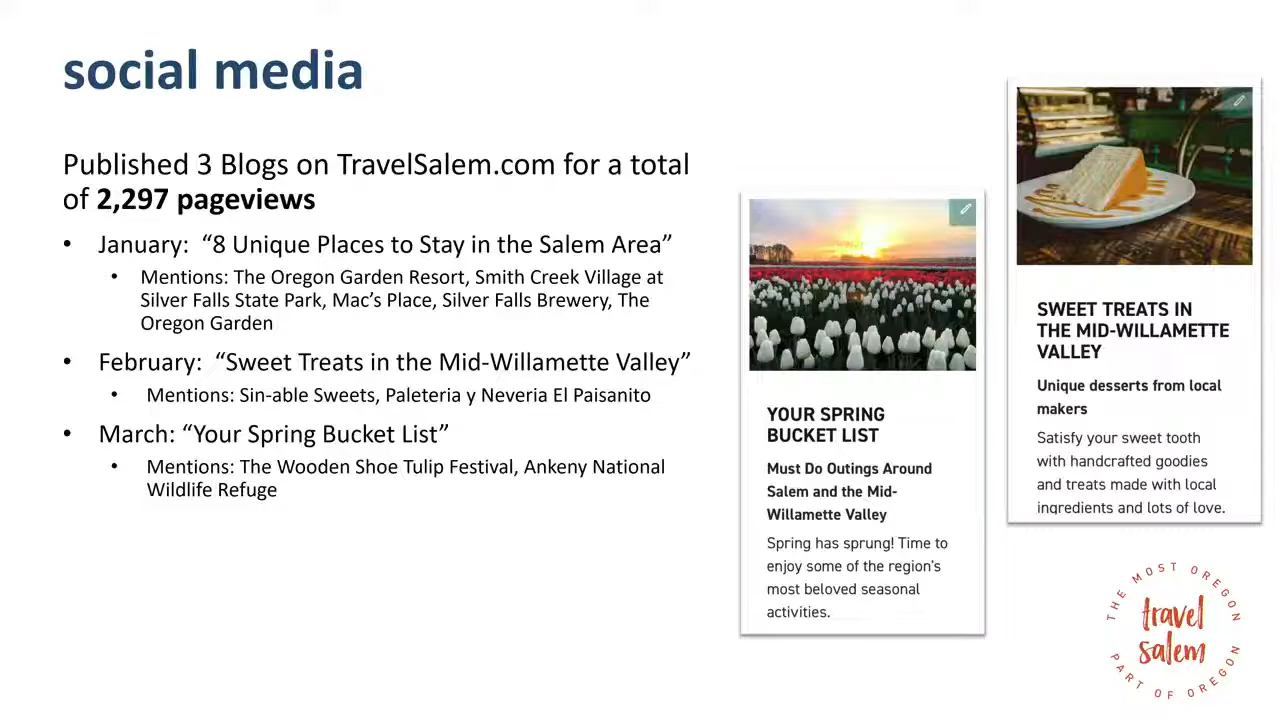 social media
Published 3 Blogs on TravelSalem.com for a total
of 2,297 pageviews
• January:  “8 Unique Places to Stay in the Salem Area”
• Mentions: The Oregon Garden Resort, Smith Creek Village at
Silver Falls State Park, Mac’s Place, Silver Falls Brewery, The
Oregon Garden
• February:  “Sweet Treats in the Mid-Willamette Valley”
• Mentions: Sin-able Sweets, Paleteria y Neveria El Paisanito
• March: “Your Spring Bucket List”
• Mentions: The Wooden Shoe Tulip Festival, Ankeny National
Wildlife Refuge
YOUR SPRING
BUCKET LIST
Must Do Outings Around
Salem and the Mid-
Willamette Valley
Spring has sprung! Time to
enjoy some of the region's
most beloved seasonal
activities.
SWEET TREATS IN
THE MID-WILLAMETTE
VALLEY
Unique desserts from local
makers
Satisfy your sweet tooth
with handcrafted goodies
and treats made with local
ingredients and lots of love.
THE MOST OREGON
travel
salem
PART OF OREGON